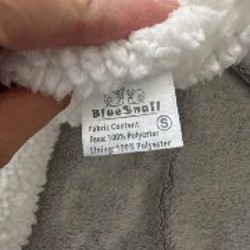 BlueSnail
Fabric Content S
Face: 100% Polyester
Lining: 100% Polyester